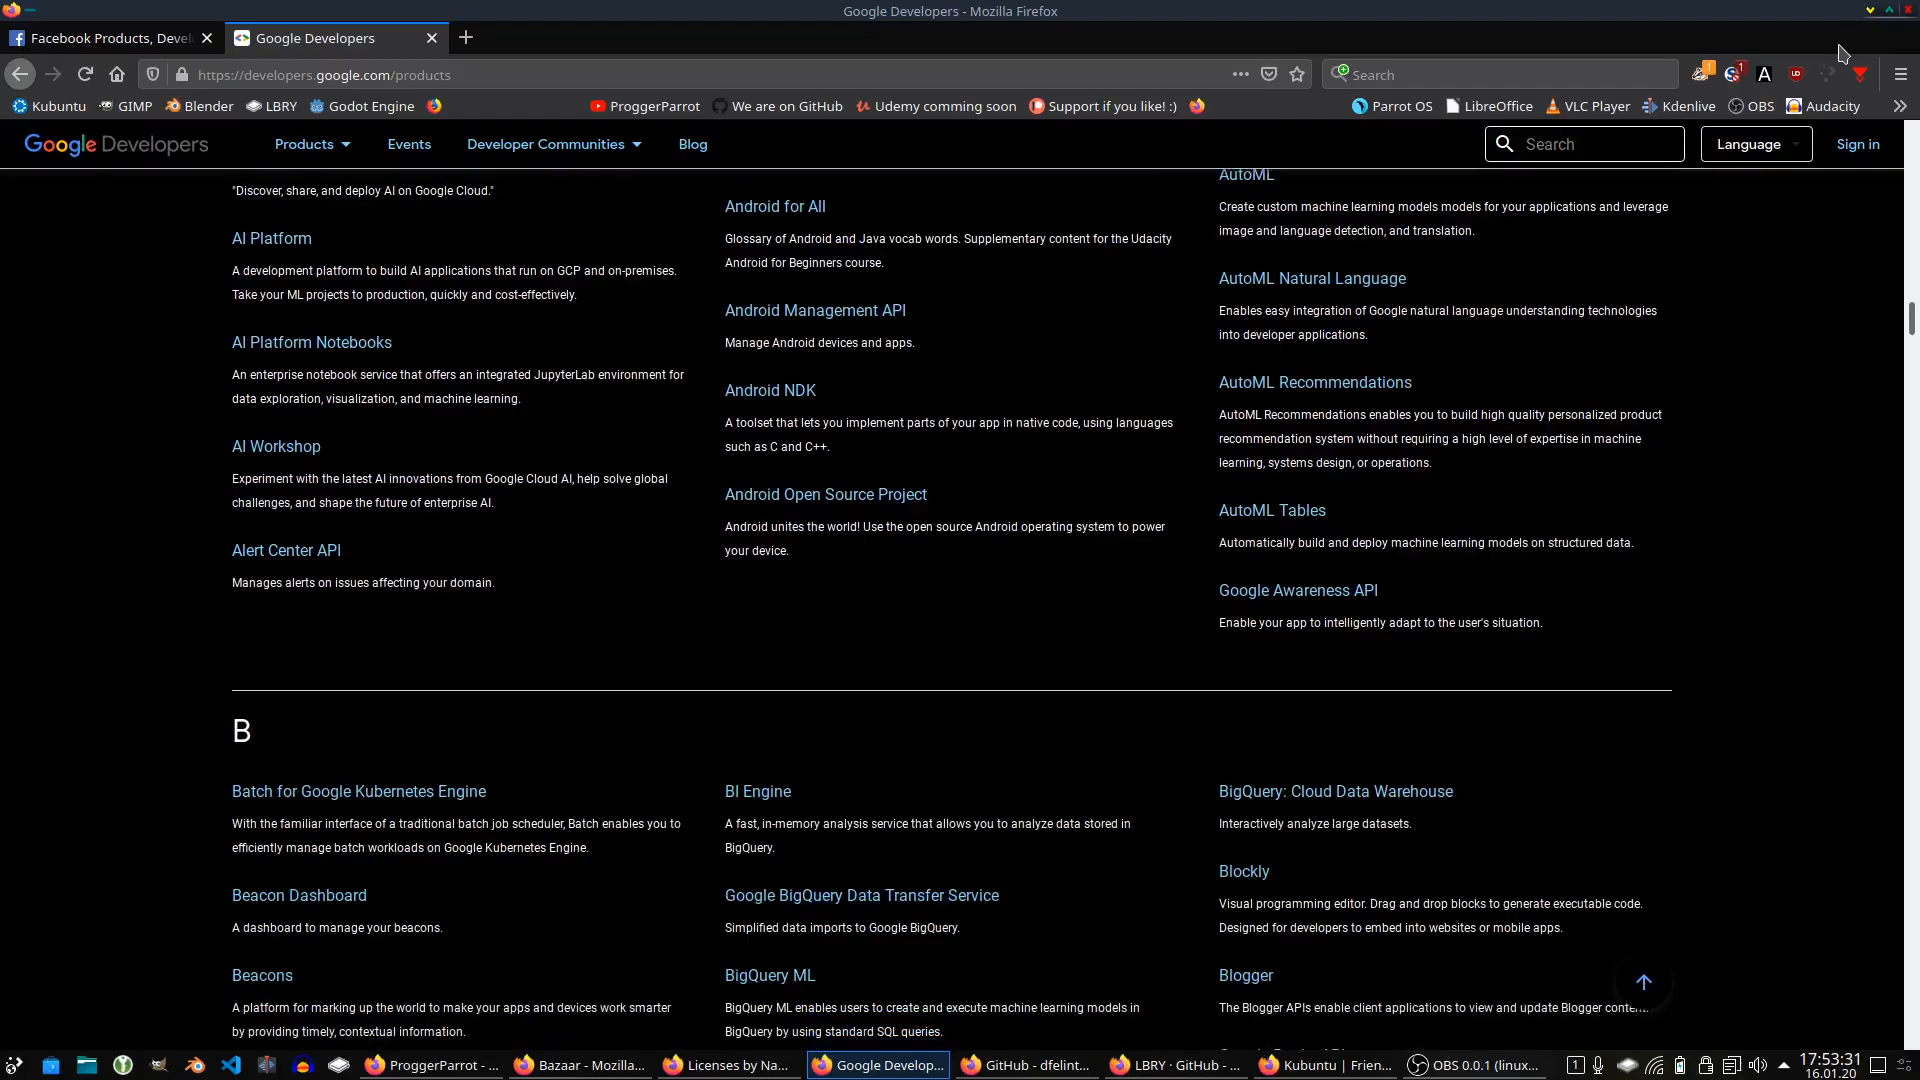 Google Developers - Mozilla Firefox
Facebook Products, Devel
Google Developers
https://developers.google.com/products
Search
1
1
A
Kubuntu
GIMP
Blender
LBRY
Godot Engine
ProggerParrot
We are on GitHub
Udemy comming soon
Support if you like! :)
Parrot OS
LibreOffice
VLC Player
Kdenlive
OBS
Audacity
Google Developers
Products
Events
Developer Communities
Blog
Search
Language
Sign in
"Discover, share, and deploy AI on Google Cloud."
AI Platform
A development platform to build AI applications that run on GCP and on-premises.
Take your ML projects to production, quickly and cost-effectively.
AI Platform Notebooks
An enterprise notebook service that offers an integrated JupyterLab environment for
data exploration, visualization, and machine learning.
AI Workshop
Experiment with the latest AI innovations from Google Cloud AI, help solve global
challenges, and shape the future of enterprise AI.
Alert Center API
Manages alerts on issues affecting your domain.
Android for All
Glossary of Android and Java vocab words. Supplementary content for the Udacity
Android for Beginners course.
Android Management API
Manage Android devices and apps.
Android NDK
A toolset that lets you implement parts of your app in native code, using languages
such as C and C++.
Android Open Source Project
Android unites the world! Use the open source Android operating system to power
your device.
AutoML
Create custom machine learning models models for your applications and leverage
image and language detection, and translation.
AutoML Natural Language
Enables easy integration of Google natural language understanding technologies
into developer applications.
AutoML Recommendations
AutoML Recommendations enables you to build high quality personalized product
recommendation system without requiring a high level of expertise in machine
learning, systems design, or operations.
AutoML Tables
Automatically build and deploy machine learning models on structured data.
Google Awareness API
Enable your app to intelligently adapt to the user's situation.
B
Batch for Google Kubernetes Engine
With the familiar interface of a traditional batch job scheduler, Batch enables you to
efficiently manage batch workloads on Google Kubernetes Engine.
Beacon Dashboard
A dashboard to manage your beacons.
Beacons
A platform for marking up the world to make your apps and devices work smarter
by providing timely, contextual information.
BI Engine
A fast, in-memory analysis service that allows you to analyze data stored in
BigQuery.
Google BigQuery Data Transfer Service
Simplified data imports to Google BigQuery.
BigQuery ML
BigQuery ML enables users to create and execute machine learning models in
BigQuery by using standard SQL queries.
BigQuery: Cloud Data Warehouse
Interactively analyze large datasets.
Blockly
Visual programming editor. Drag and drop blocks to generate executable code.
Designed for developers to embed into websites or mobile apps.
Blogger
The Blogger APIs enable client applications to view and update Blogger content.
ProggerParrot - ...
Bazaar - Mozilla...
Licenses by Na...
Google Develop...
GitHub - dfelint...
LBRY · GitHub - ...
Kubuntu | Frien...
OBS 0.0.1 (linux...
1
17:53:31
16.01.20